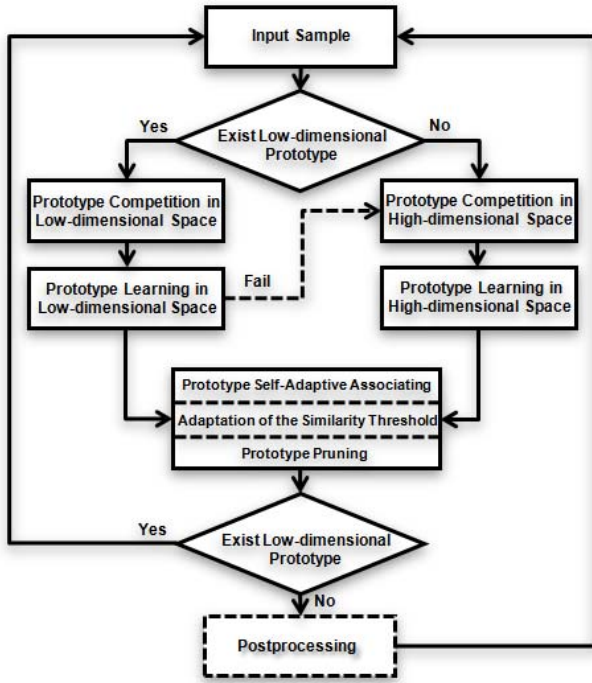 Input Sample
Yes
Exist Low-dimensional
Prototype
No
Prototype Competition in
Low-dimensional Space
Prototype Competition in
High-dimensional Space
Prototype Learning in
Low-dimensional Space
Fail
Prototype Learning in
High-dimensional Space
Prototype Self-Adaptive Associating
Adaptation of the Similarity Threshold
Prototype Pruning
Yes
Exist Low-dimensional
Prototype
No
Postprocessing